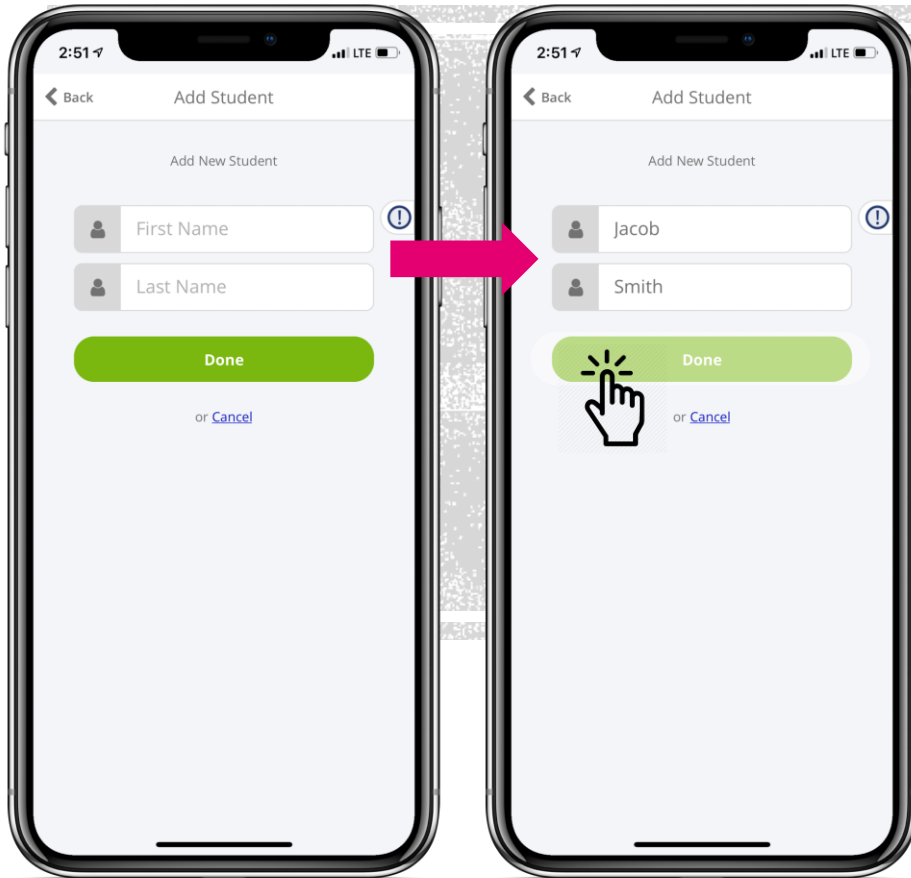 2:51
LTE
Back
Add Student
Add New Student
First Name
Last Name
Done
or Cancel
2:51
LTE
Back
Add Student
Add New Student
Jacob
Smith
Done
or Cancel